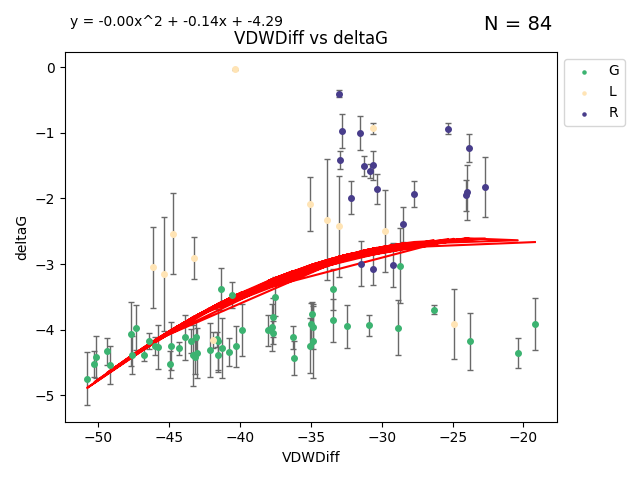 y = -0.00x^2 + -0.14x + -4.29
N = 84
VDWDiff vs deltaG
G
L
R
deltaG
0
−1
−2
−3
−4
−5
−50 −45 −40 −35 −30 −25 −20
VDWDiff